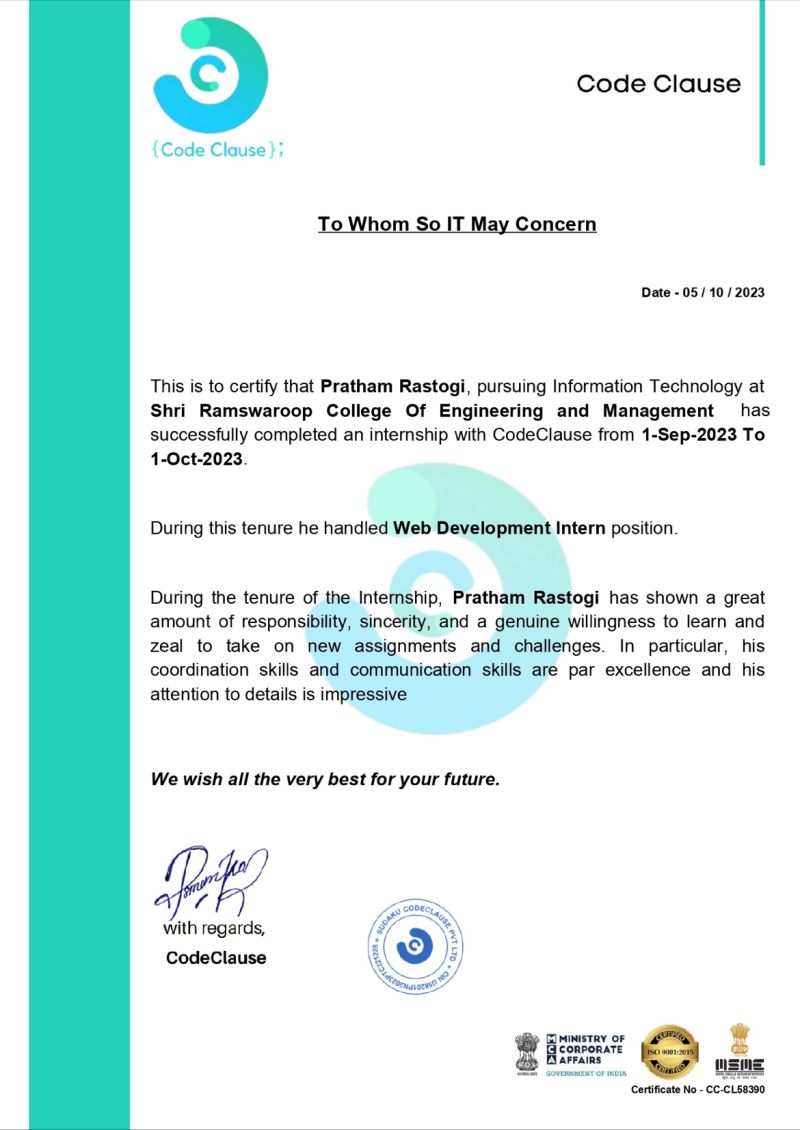 {Code Clause};
Code Clause
To Whom So IT May Concern
Date - 05 / 10 / 2023
This is to certify that Pratham Rastogi, pursuing Information Technology at
Shri Ramswaroop College Of Engineering and Management has
successfully completed an internship with CodeClause from 1-Sep-2023 To
1-Oct-2023.
During this tenure he handled Web Development Intern position.
During the tenure of the Internship, Pratham Rastogi has shown a great
amount of responsibility, sincerity, and a genuine willingness to learn and
zeal to take on new assignments and challenges. In particular, his
coordination skills and communication skills are par excellence and his
attention to details is impressive
We wish all the very best for your future.
with regards,
CodeClause
SUDAKU CODECLAUSE PVT LTD
MCA
MINISTRY OF
CORPORATE
AFFAIRS
GOVERNMENT OF INDIA
CERTIFIED
ISO 9001:2015
CERTIFIED
MSME
Certificate No - CC-CL58390